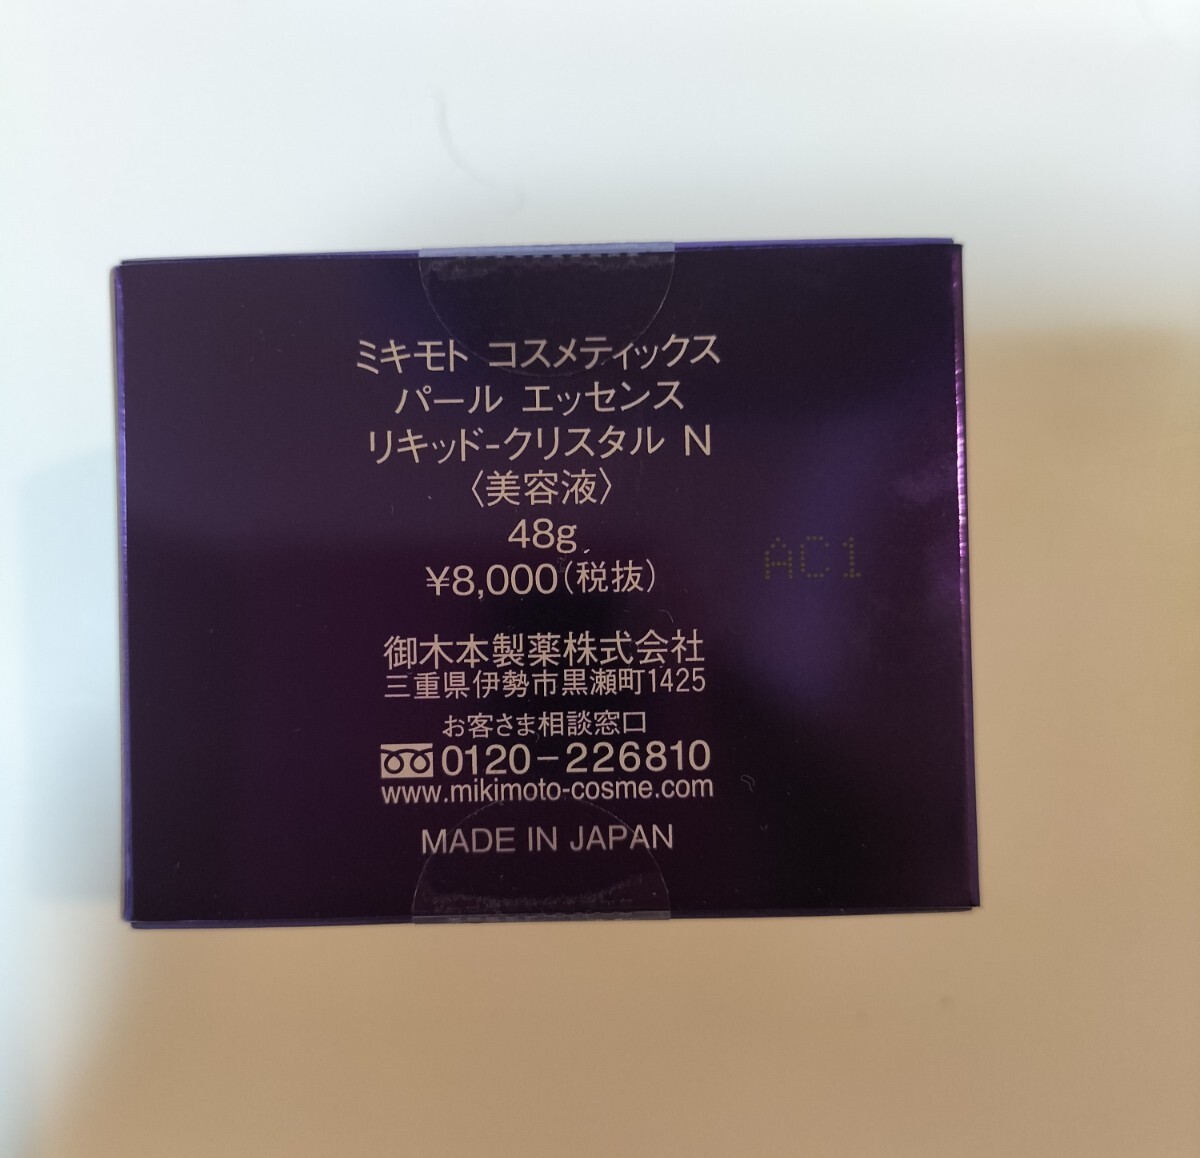 ミキモト コスメティックス
パール エッセンス
リキッド-クリスタル N
〈美容液〉
48g
¥8,000(税抜)
AC1
御木本製薬株式会社
三重県伊勢市黒瀬町1425
お客さま相談窓口
0120-226810
www.mikimoto-cosme.com
MADE IN JAPAN